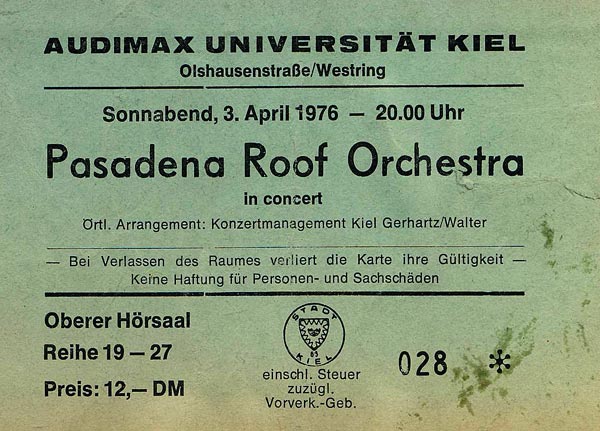 AUDIMAX UNIVERSITÄT KIEL
Olshausenstraße/Westring
Sonnabend, 3. April 1976 — 20.00 Uhr
Pasadena Roof Orchestra
in concert
Örtl. Arrangement: Konzertmanagement Kiel Gerhartz/Walter
— Bei Verlassen des Raumes verliert die Karte ihre Gültigkeit —
Keine Haftung für Personen- und Sachschäden
Oberer Hörsaal
Reihe 19 — 27
Preis: 12,— DM
STADT
83
KIEL
einschl. Steuer
zuzügl.
Vorverk.-Geb.
028 *